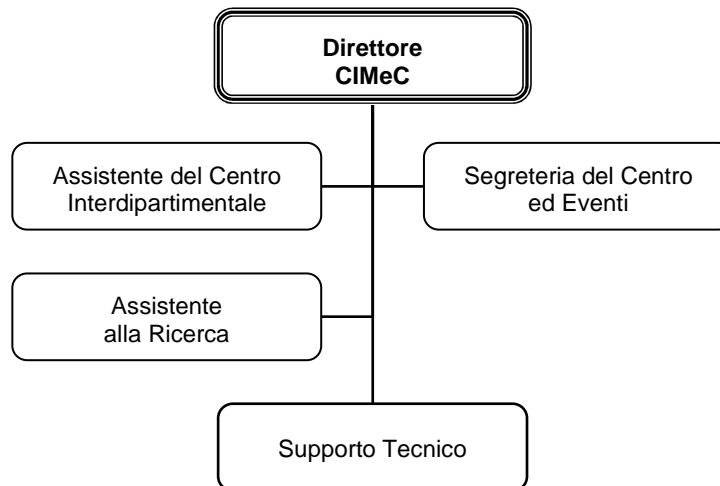 Direttore
CIMeC
Assistente del Centro
Interdipartimentale
Segreteria del Centro
ed Eventi
Assistente
alla Ricerca
Supporto Tecnico